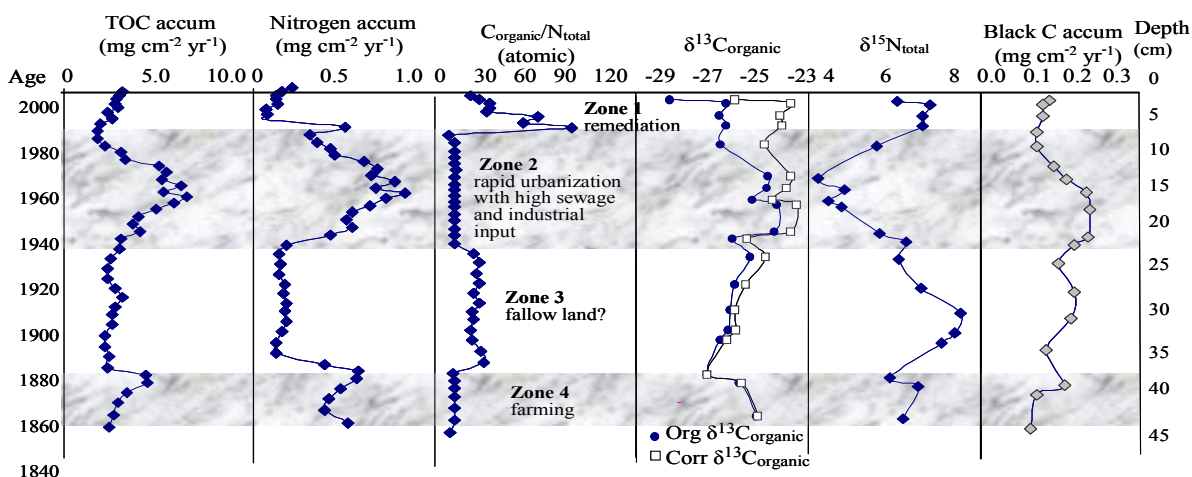 TOC accum
(mg cm-2 yr-1)
Nitrogen accum
(mg cm-2 yr-1)
Corganic/Ntotal
(atomic)
δ13Corganic
δ15Ntotal
Black C accum
(mg cm-2 yr-1)
Depth
(cm)
Age
0 5.0 10.0
0 0.5 1.0
0 30 60 90 120
-29 -27 -25 -23
4 6 8
0.0 0.1 0.2 0.3
0
2000
1980
1960
1940
1920
1900
1880
1860
1840
Zone 1
remediation
Zone 2
rapid urbanization
with high sewage
and industrial
input
Zone 3
fallow land?
Zone 4
farming
Org δ13Corganic
Corr δ13Corganic
5
10
15
20
25
30
35
40
45